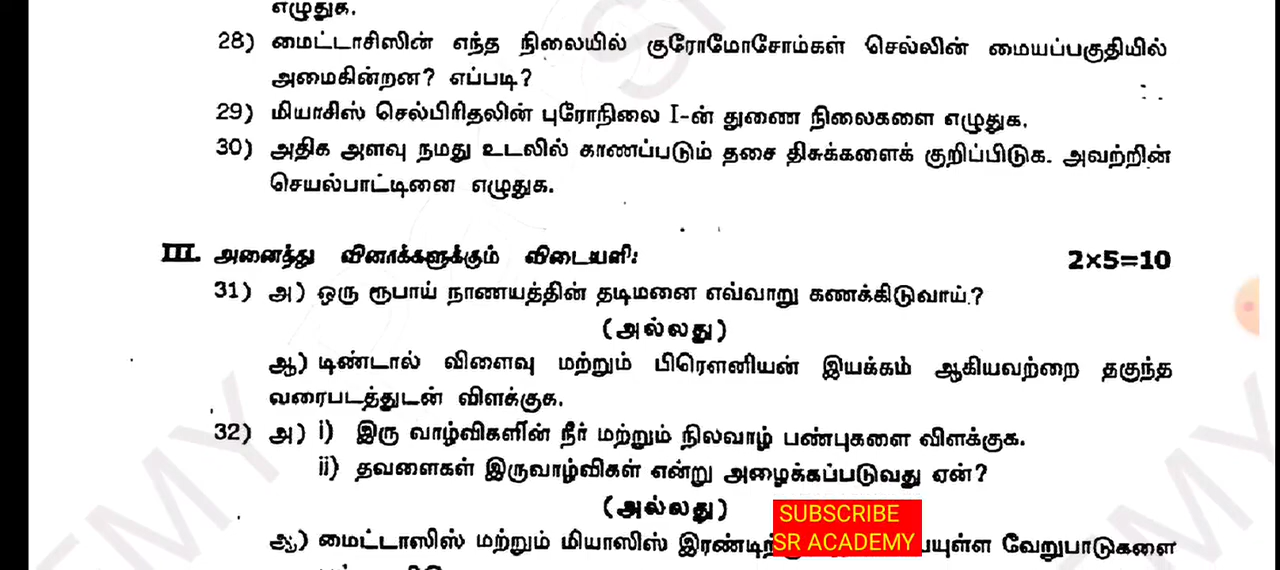 எழுதுக.
28) மைட்டாசிஸின் எந்த நிலையில் குரோமோசோம்கள் செல்லின் மையப்பகுதியில்
அமைகின்றன? எப்படி?
29) மியாசிஸ் செல்பிரிதலின் புரோநிலை I-ன் துணை நிலைகளை எழுதுக.
30) அதிக அளவு நமது உடலில் காணப்படும் தசை திசுக்களைக் குறிப்பிடுக. அவற்றின்
செயல்பாட்டினை எழுதுக.
III. அனைத்து வினாக்களுக்கும் விடையளி: 2×5=10
31) அ) ஒரு ரூபாய் நாணயத்தின் தடிமனை எவ்வாறு கணக்கிடுவாய்?
(அல்லது)
ஆ) டிண்டால் விளைவு மற்றும் பிரௌனியன் இயக்கம் ஆகியவற்றை தகுந்த
வரைபடத்துடன் விளக்குக.
32) அ) i) இரு வாழ்விகளின் நீர் மற்றும் நிலவாழ் பண்புகளை விளக்குக.
ii) தவளைகள் இருவாழ்விகள் என்று அழைக்கப்படுவது ஏன்?
(அல்லது)
SUBSCRIBE
SR ACADEMY
ஆ) மைட்டாஸிஸ் மற்றும் மியாஸிஸ் வேறுபாடுகளை